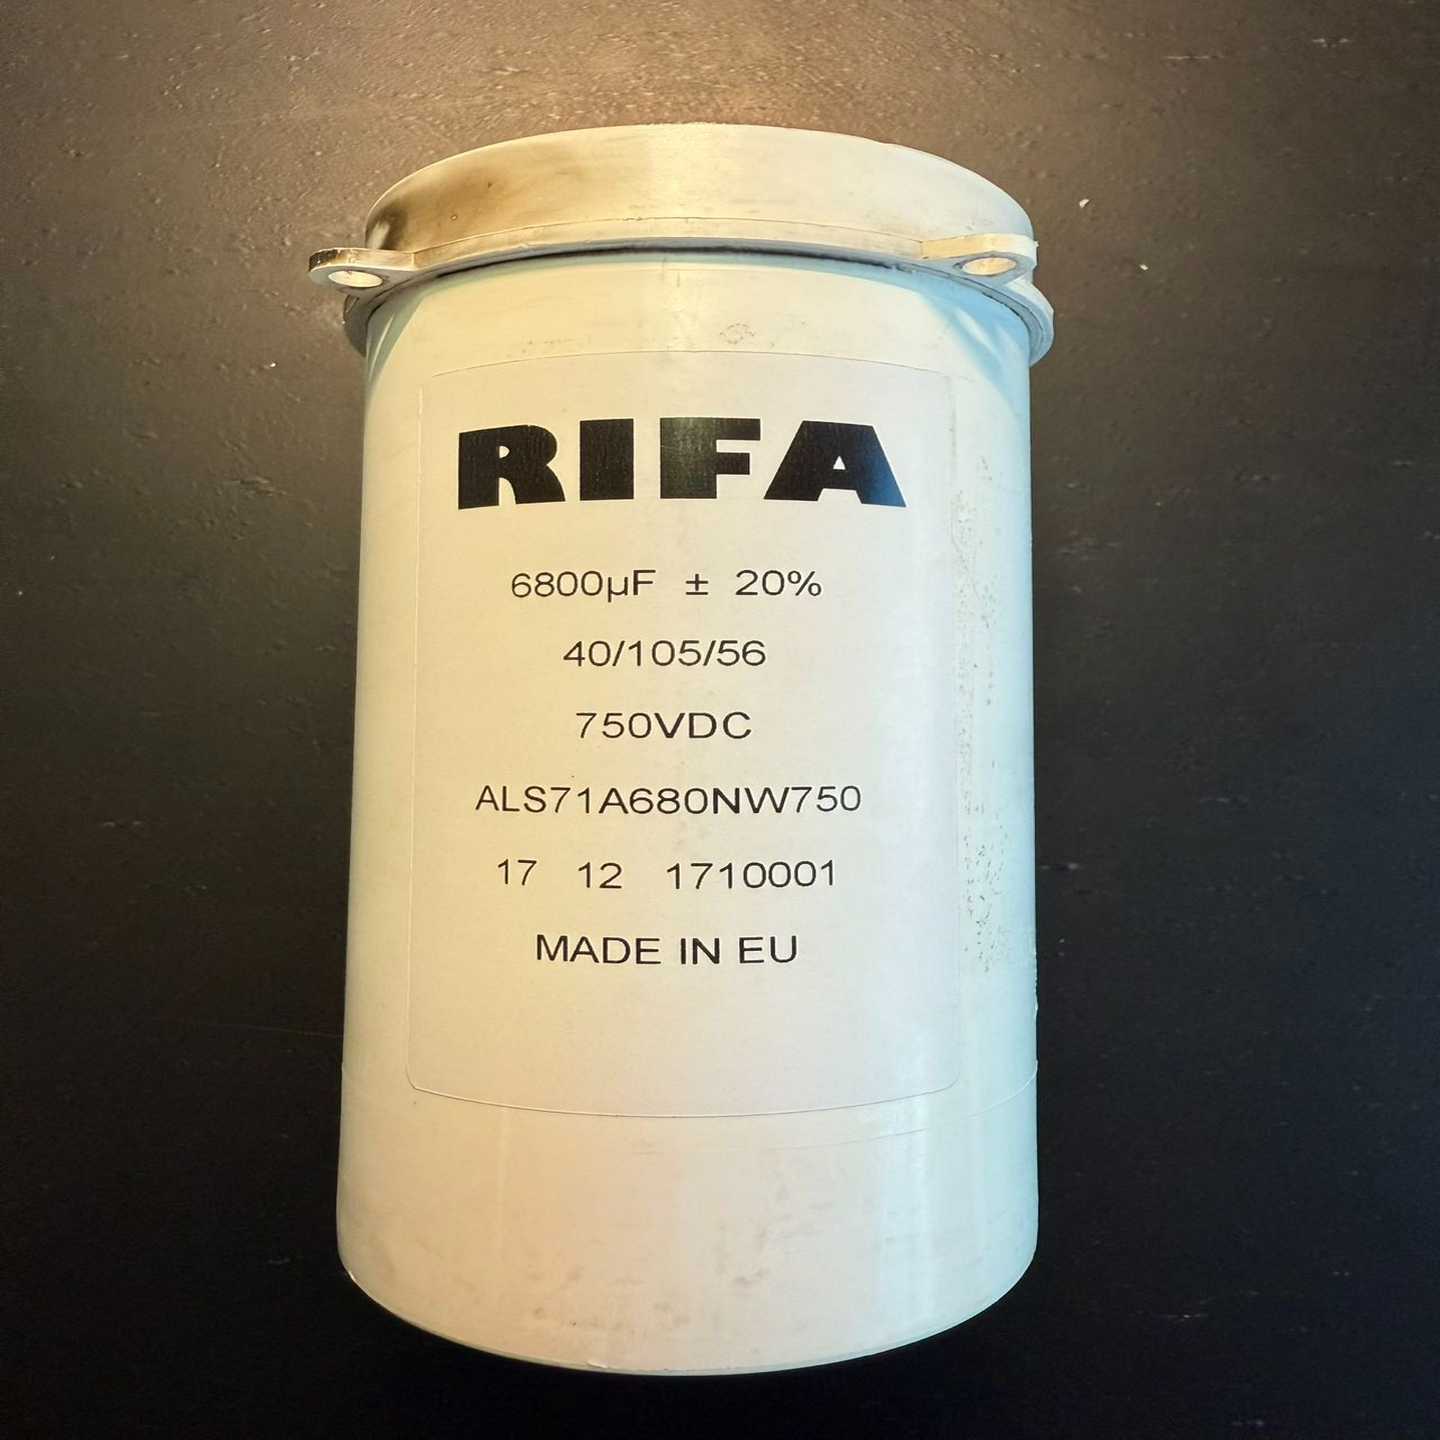 RIFA
6800µF ± 20%
40/105/56
750VDC
ALS71A680NW750
17 12 1710001
MADE IN EU